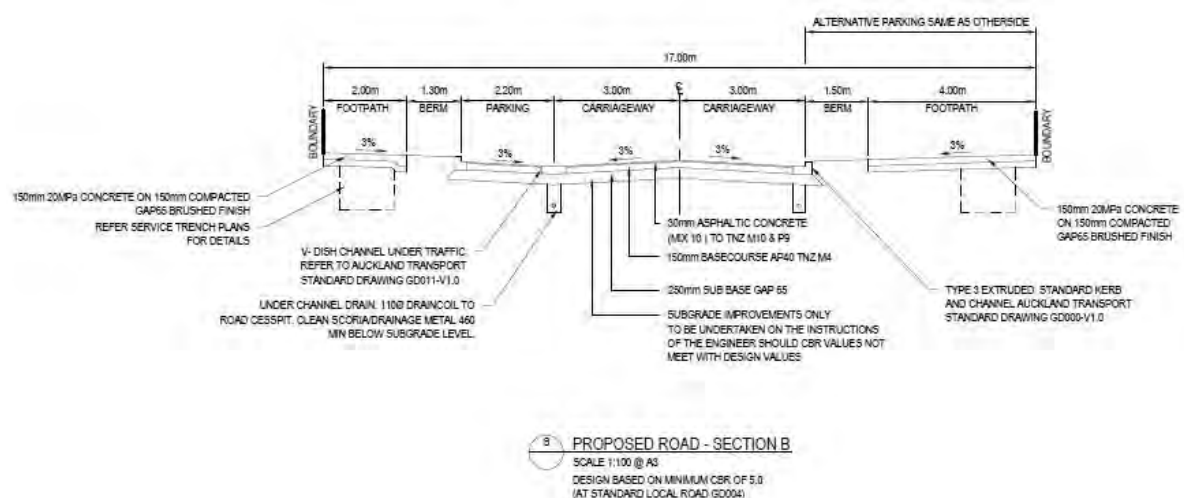 ALTERNATIVE PARKING SAME AS OTHERSIDE
17.00m
2.00m
FOOTPATH
1.30m
BERM
2.20m
PARKING
3.00m
CARRIAGEWAY
℄
3.00m
CARRIAGEWAY
1.50m
BERM
4.00m
FOOTPATH
BOUNDARY
BOUNDARY
3%
3%
3%
3%
3%
150mm 20MPa CONCRETE ON 150mm COMPACTED
GAP65 BRUSHED FINISH
REFER SERVICE TRENCH PLANS
FOR DETAILS
V- DISH CHANNEL UNDER TRAFFIC
REFER TO AUCKLAND TRANSPORT
STANDARD DRAWING GD011-V1.0
UNDER CHANNEL DRAIN. 110Ø DRAINCOIL TO
ROAD CESSPIT. CLEAN SCORIA/DRAINAGE METAL 460
MIN BELOW SUBGRADE LEVEL.
30mm ASPHALTIC CONCRETE
(MIX 10 ) TO TNZ M10 & P9
150mm BASECOURSE AP40 TNZ M4
250mm SUB BASE GAP 65
SUBGRADE IMPROVEMENTS ONLY
TO BE UNDERTAKEN ON THE INSTRUCTIONS
OF THE ENGINEER SHOULD CBR VALUES NOT
MEET WITH DESIGN VALUES
150mm 20MPa CONCRETE
ON 150mm COMPACTED
GAP65 BRUSHED FINISH
TYPE 3 EXTRUDED STANDARD KERB
AND CHANNEL AUCKLAND TRANSPORT
STANDARD DRAWING GD000-V1.0
B
PROPOSED ROAD - SECTION B
SCALE 1:100 @ A3
DESIGN BASED ON MINIMUM CBR OF 5.0
(AT STANDARD LOCAL ROAD GD004)